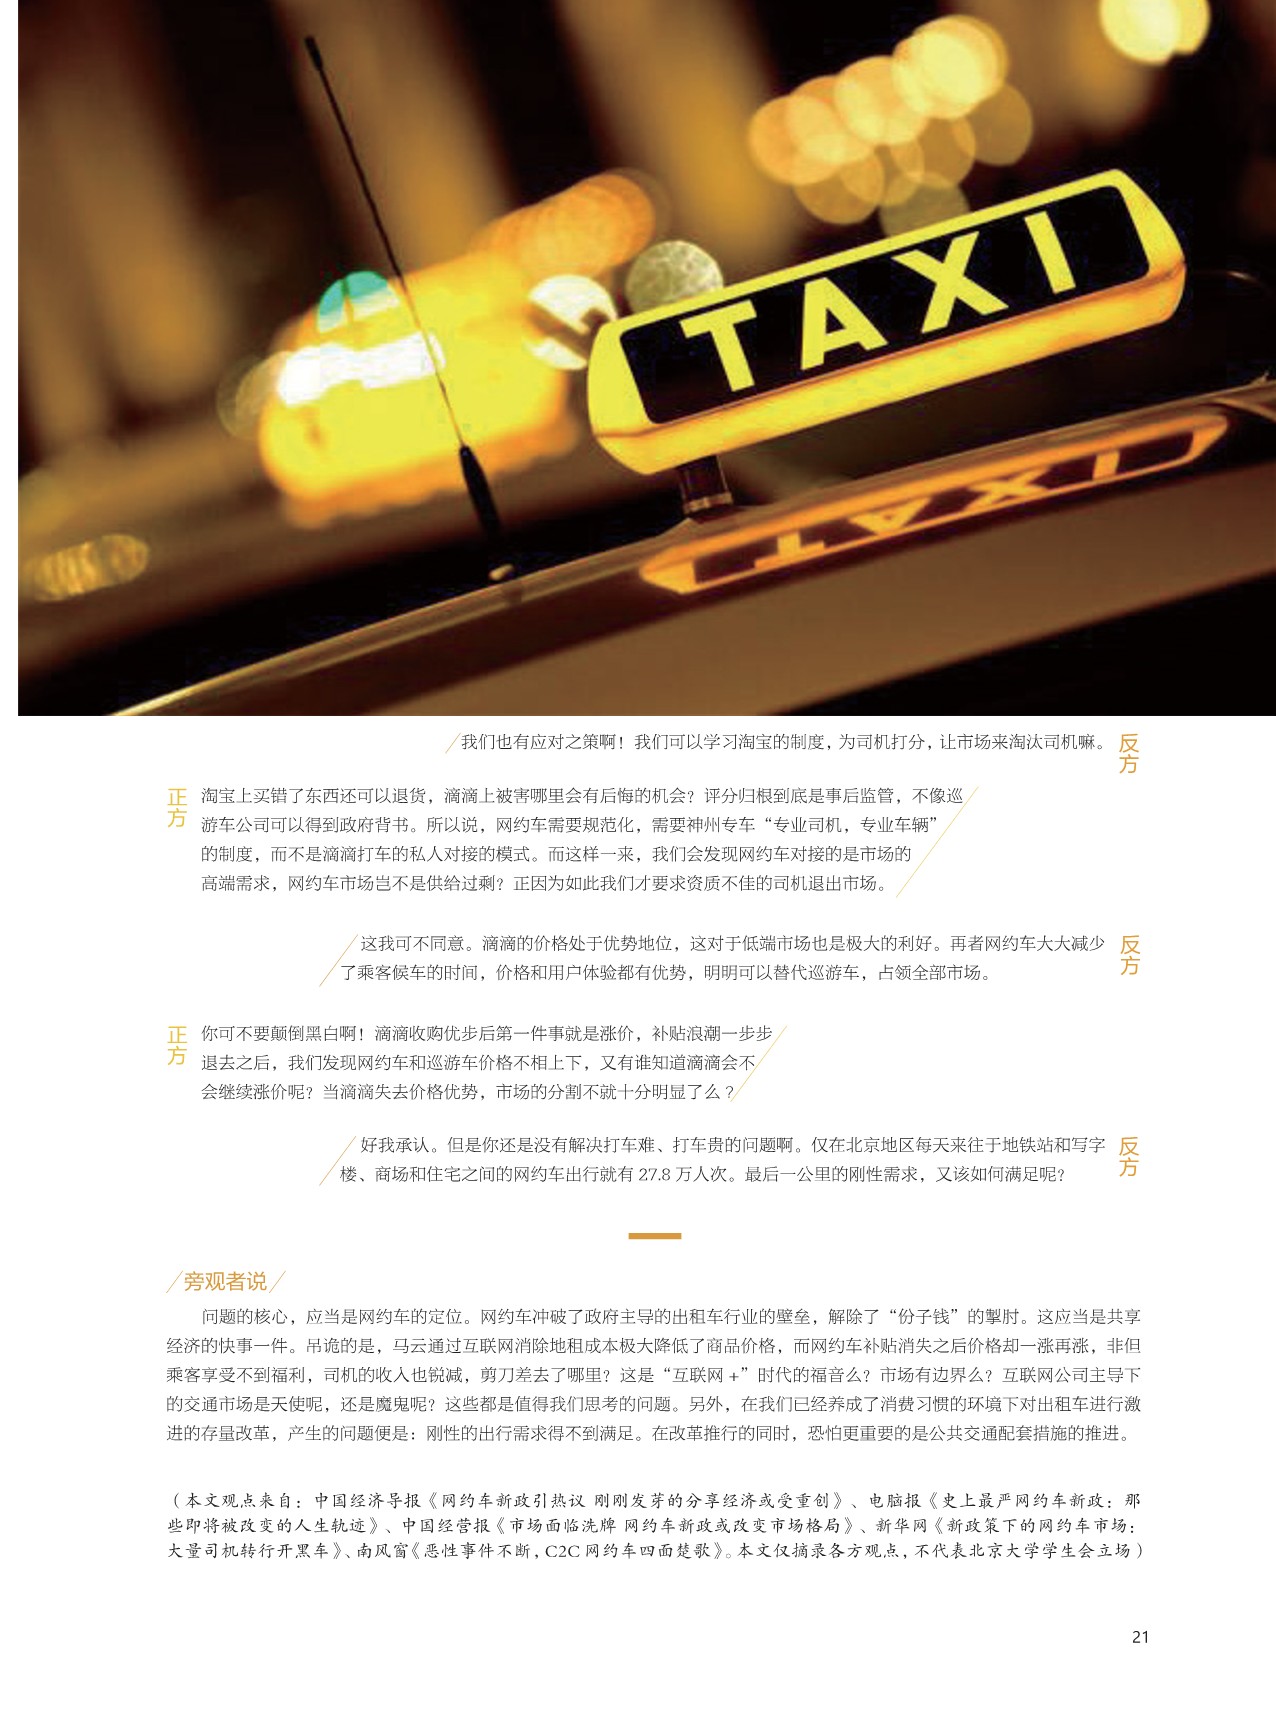 TAXI
我们也有应对之策啊！我们可以学习淘宝的制度，为司机打分，让市场来淘汰司机嘛。
反方
正方
淘宝上买错了东西还可以退货，滴滴上被害哪里会有后悔的机会？评分归根到底是事后监管，不像巡
游车公司可以得到政府背书。所以说，网约车需要规范化，需要神州专车“专业司机，专业车辆”
的制度，而不是滴滴打车的私人对接的模式。而这样一来，我们会发现网约车对接的是市场的
高端需求，网约车市场岂不是供给过剩？正因为如此我们才要求资质不佳的司机退出市场。
这我可不同意。滴滴的价格处于优势地位，这对于低端市场也是极大的利好。再者网约车大大减少
了乘客候车的时间，价格和用户体验都有优势，明明可以替代巡游车，占领全部市场。
反方
正方
你可不要颠倒黑白啊！滴滴收购优步后第一件事就是涨价，补贴浪潮一步步
退去之后，我们发现网约车和巡游车价格不相上下，又有谁知道滴滴会不
会继续涨价呢？当滴滴失去价格优势，市场的分割不就十分明显了么？
好我承认。但是你还是没有解决打车难、打车贵的问题啊。仅在北京地区每天来往于地铁站和写字
楼、商场和住宅之间的网约车出行就有 27.8 万人次。最后一公里的刚性需求，又该如何满足呢？
反方
旁观者说
问题的核心，应当是网约车的定位。网约车冲破了政府主导的出租车行业的壁垒，解除了“份子钱”的掣肘。这应当是共享
经济的快事一件。吊诡的是，马云通过互联网消除地租成本极大降低了商品价格，而网约车补贴消失之后价格却一涨再涨，非但
乘客享受不到福利，司机的收入也锐减，剪刀差去了哪里？这是“互联网 +”时代的福音么？市场有边界么？互联网公司主导下
的交通市场是天使呢，还是魔鬼呢？这些都是值得我们思考的问题。另外，在我们已经养成了消费习惯的环境下对出租车进行激
进的存量改革，产生的问题便是：刚性的出行需求得不到满足。在改革推行的同时，恐怕更重要的是公共交通配套措施的推进。
（本文观点来自：中国经济导报《网约车新政引热议 刚刚发芽的分享经济或受重创》、电脑报《史上最严网约车新政：那
些即将被改变的人生轨迹》、中国经营报《市场面临洗牌 网约车新政或改变市场格局》、新华网《新政策下的网约车市场：
大量司机转行开黑车》、南风窗《恶性事件不断，C2C 网约车四面楚歌》。本文仅摘录各方观点，不代表北京大学学生会立场）
21